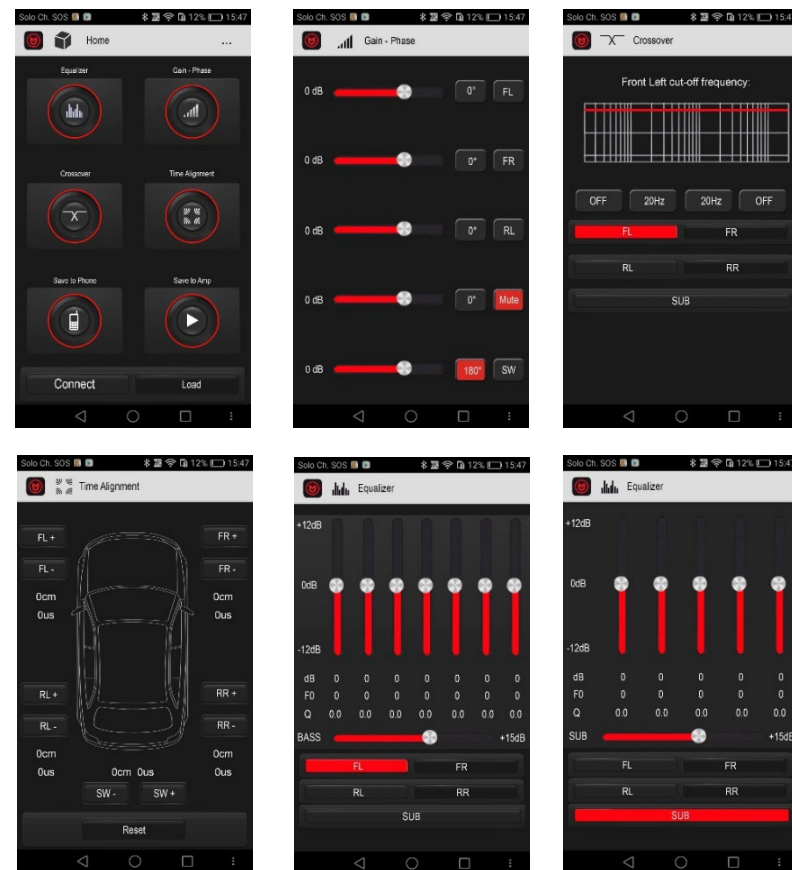 Solo Ch. SOS 12% 15:47
Home ...
Equalizer Gain - Phase
Crossover Time Alignment
Save to Phone Save to Amp
Connect Load
Solo Ch. SOS 12% 15:47
Gain - Phase
0 dB 0° FL
0 dB 0° FR
0 dB 0° RL
0 dB 0° Mute
0 dB 180° SW
Solo Ch. SOS 12% 15:47
Crossover
Front Left cut-off frequency:
OFF 20Hz 20Hz OFF
FL FR
RL RR
SUB
Solo Ch. SOS 12% 15:47
Time Alignment
FL + FR +
FL - FR -
0cm 0cm
0us 0us
RL + RR +
RL - RR -
0cm 0cm
0us 0cm 0us 0us
SW - SW +
Reset
Solo Ch. SOS 12% 15:47
Equalizer
+12dB
0dB
-12dB
dB 0 0 0 0 0 0 0
F0 0 0 0 0 0 0 0
Q 0.0 0.0 0.0 0.0 0.0 0.0 0.0
BASS +15dB
FL FR
RL RR
SUB
Solo Ch. SOS 12% 15:47
Equalizer
+12dB
0dB
-12dB
dB 0 0 0 0 0
F0 0 0 0 0 0
Q 0.0 0.0 0.0 0.0 0.0
SUB +15dB
FL FR
RL RR
SUB